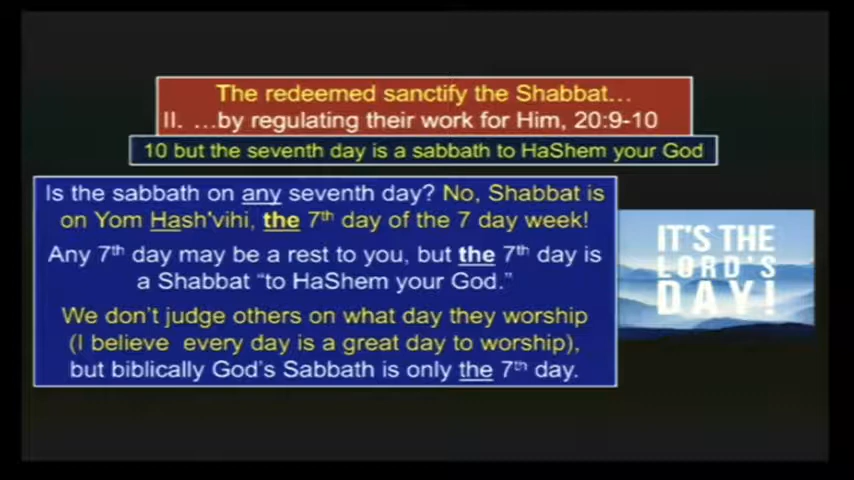 The redeemed sanctify the Shabbat…
II. …by regulating their work for Him, 20:9-10
10 but the seventh day is a sabbath to HaShem your God
Is the sabbath on any seventh day? No, Shabbat is
on Yom Hash'vihi, the 7th day of the 7 day week!
Any 7th day may be a rest to you, but the 7th day is
a Shabbat “to HaShem your God.”
We don't judge others on what day they worship
(I believe every day is a great day to worship),
but biblically God's Sabbath is only the 7th day.
IT'S THE
LORD'S
DAY!